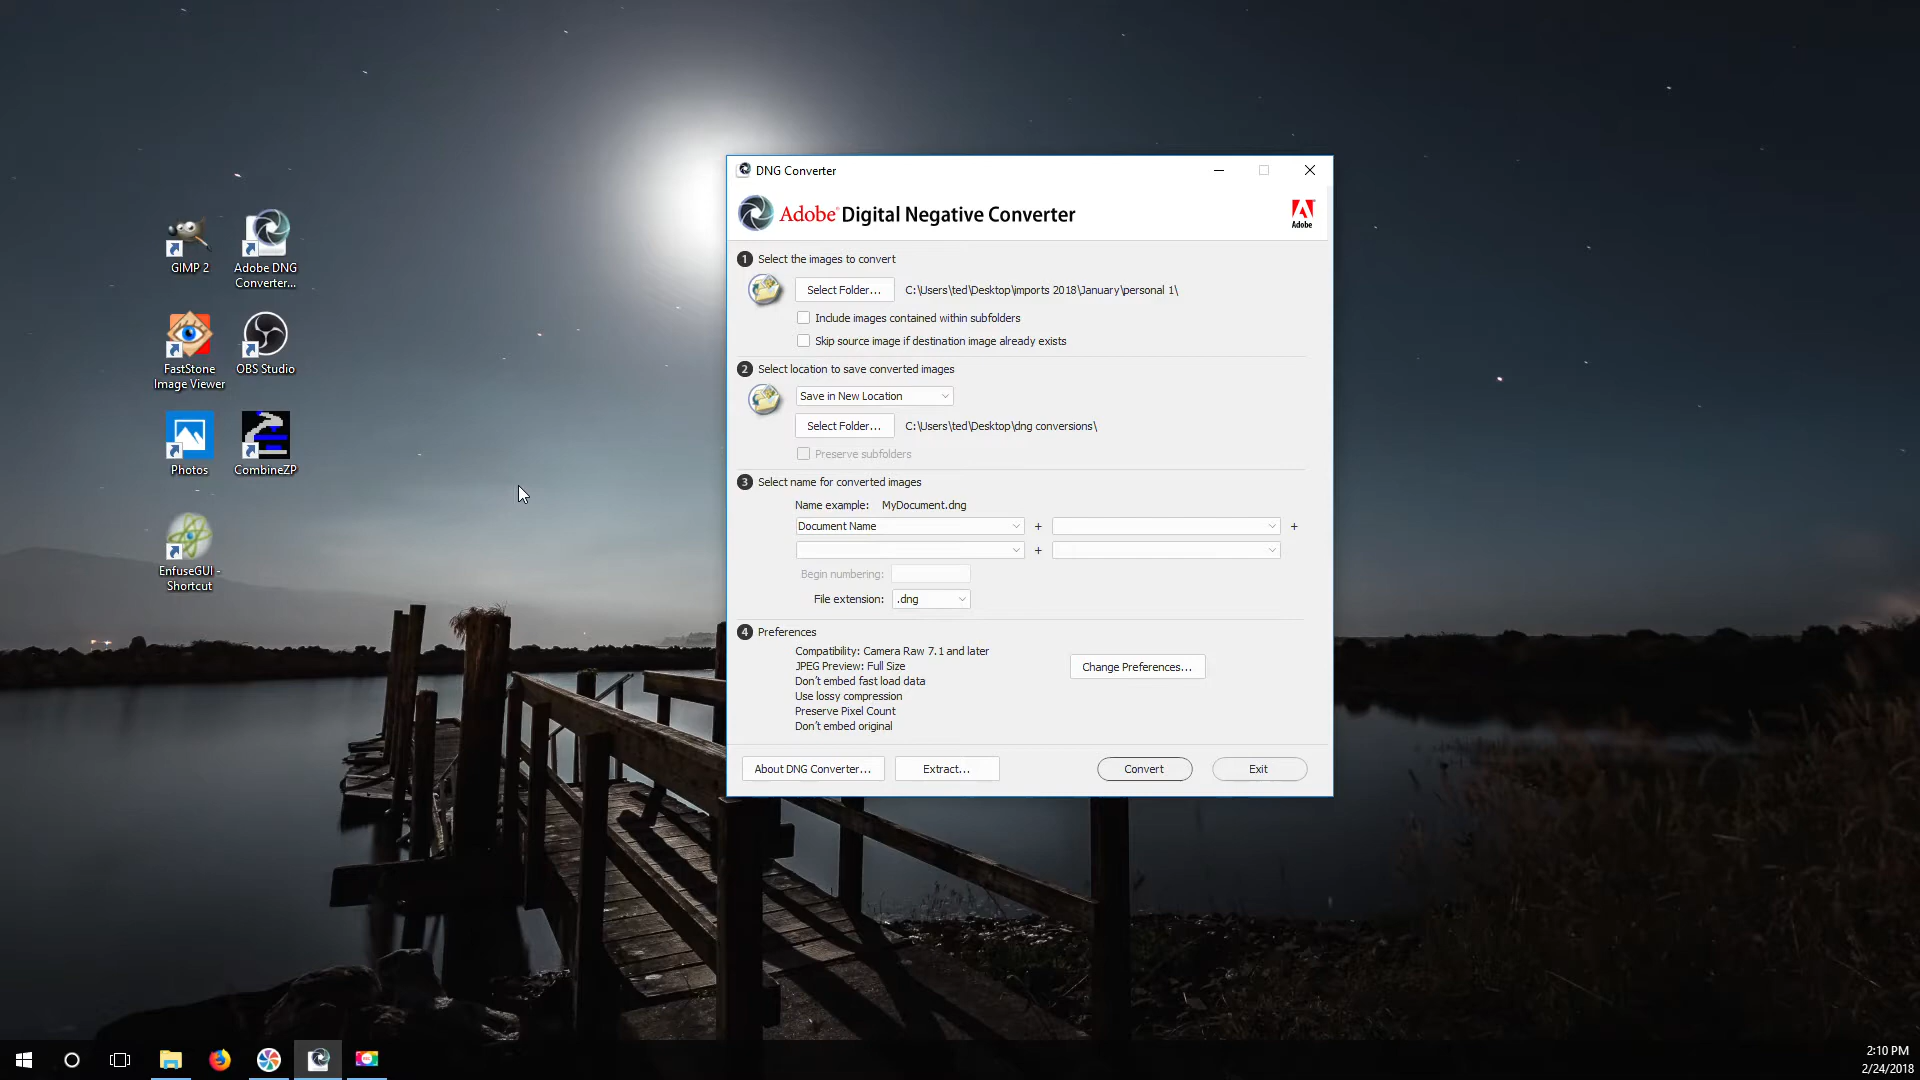 GIMP 2
Adobe DNG
Converter...
FastStone
Image Viewer
OBS Studio
Photos
CombineZP
EnfuseGUI -
Shortcut
DNG Converter
Adobe® Digital Negative Converter
Adobe
1 Select the images to convert
Select Folder... C:\Users\ted\Desktop\imports 2018\January\personal 1\
Include images contained within subfolders
Skip source image if destination image already exists
2 Select location to save converted images
Save in New Location
Select Folder... C:\Users\ted\Desktop\dng conversions\
Preserve subfolders
3 Select name for converted images
Name example: MyDocument.dng
Document Name + +
+
Begin numbering:
File extension: .dng
4 Preferences
Compatibility: Camera Raw 7.1 and later
JPEG Preview: Full Size
Don't embed fast load data
Use lossy compression
Preserve Pixel Count
Don't embed original
Change Preferences...
About DNG Converter... Extract... Convert Exit
2:10 PM
2/24/2018